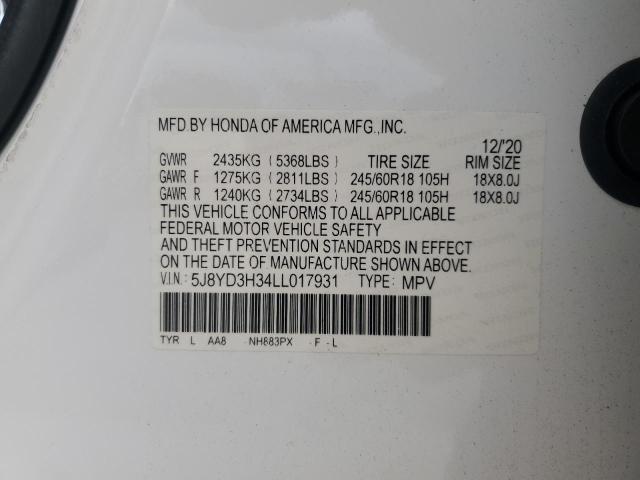 MFD BY HONDA OF AMERICA MFG.,INC.
12/'20
GVWR 2435KG ( 5368LBS ) TIRE SIZE RIM SIZE
GAWR F 1275KG ( 2811LBS ) 245/60R18 105H 18X8.0J
GAWR R 1240KG ( 2734LBS ) 245/60R18 105H 18X8.0J
THIS VEHICLE CONFORMS TO ALL APPLICABLE
FEDERAL MOTOR VEHICLE SAFETY
AND THEFT PREVENTION STANDARDS IN EFFECT
ON THE DATE OF MANUFACTURE SHOWN ABOVE.
V.I.N.: 5J8YD3H34LL017931 TYPE: MPV
TYR L AA8 NH883PX F - L